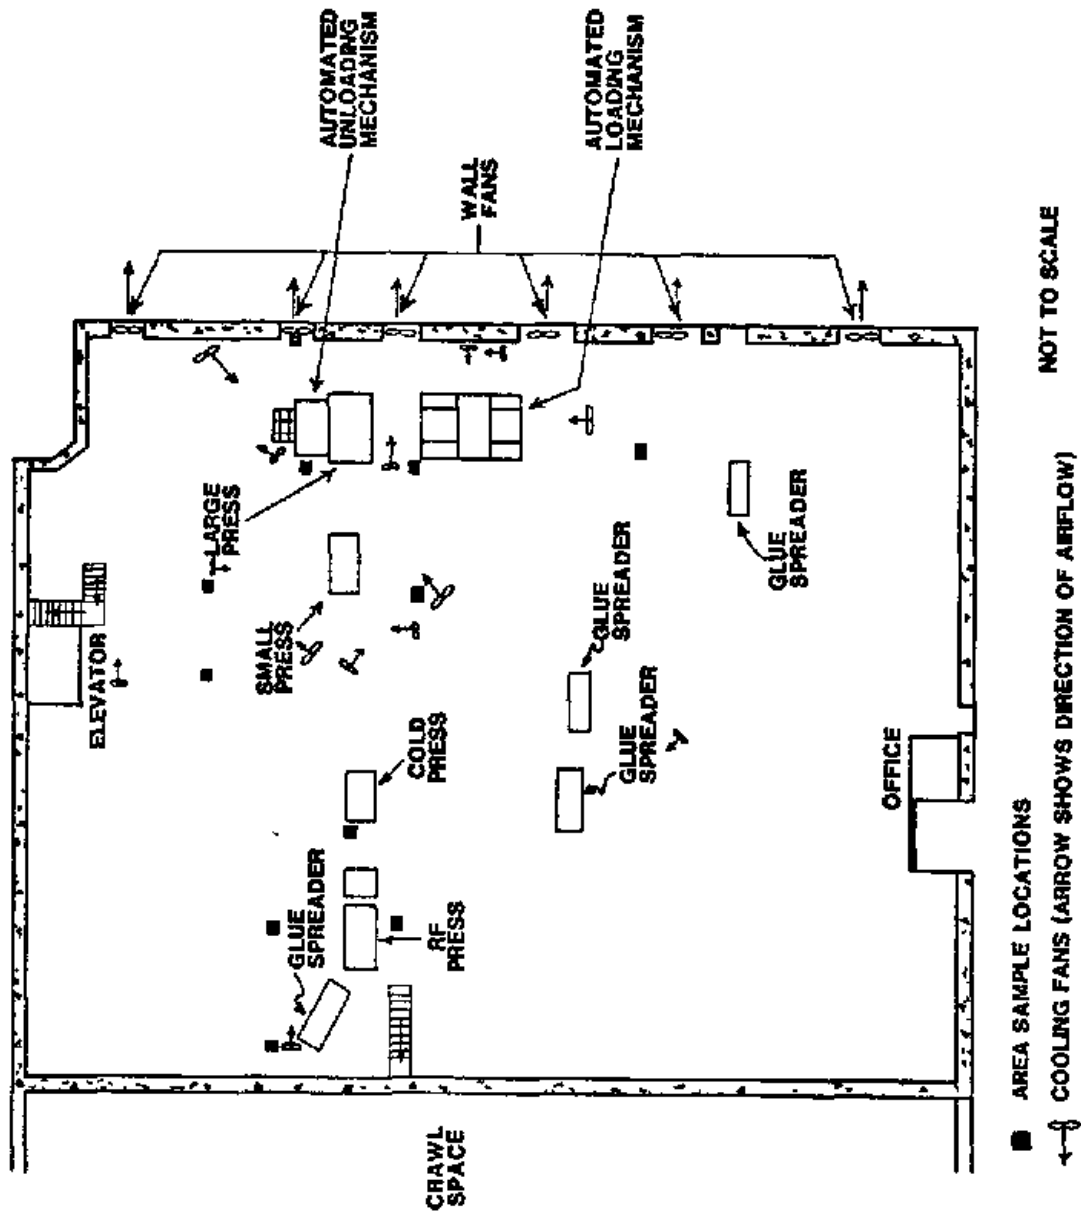 AUTOMATED
UNLOADING
MECHANISM
AUTOMATED
LOADING
MECHANISM
WALL
FANS
LARGE
PRESS
SMALL
PRESS
ELEVATOR
COLD
PRESS
GLUE
SPREADER
GLUE
SPREADER
GLUE
SPREADER
GLUE
SPREADER
RF
PRESS
OFFICE
CRAWL
SPACE
AREA SAMPLE LOCATIONS
COOLING FANS (ARROW SHOWS DIRECTION OF AIRFLOW)
NOT TO SCALE